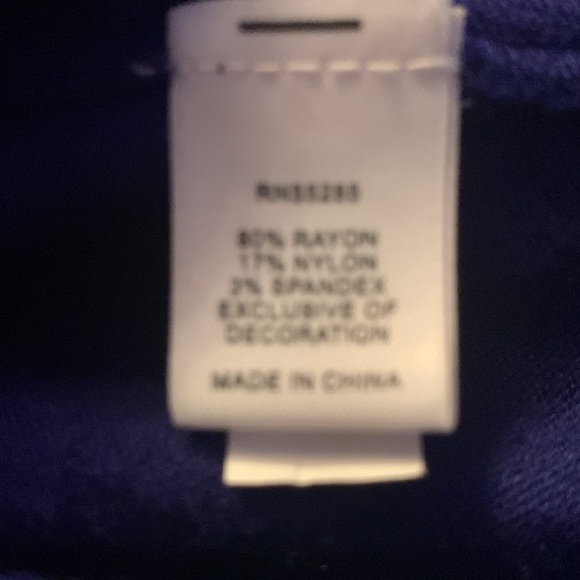 80% RAYON
17% NYLON
3% SPANDEX
EXCLUSIVE OF
DECORATION
MADE IN CHINA